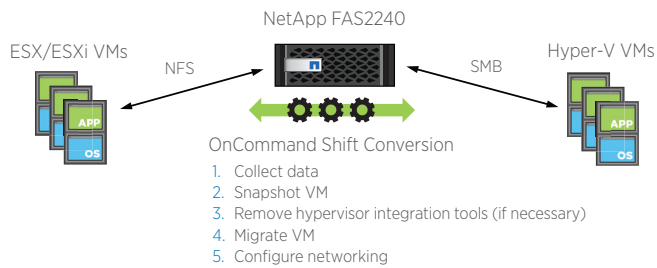 NetApp FAS2240
ESX/ESXi VMs
Hyper-V VMs
NFS
SMB
APP
OS
APP
OS
OnCommand Shift Conversion
1. Collect data
2. Snapshot VM
3. Remove hypervisor integration tools (if necessary)
4. Migrate VM
5. Configure networking